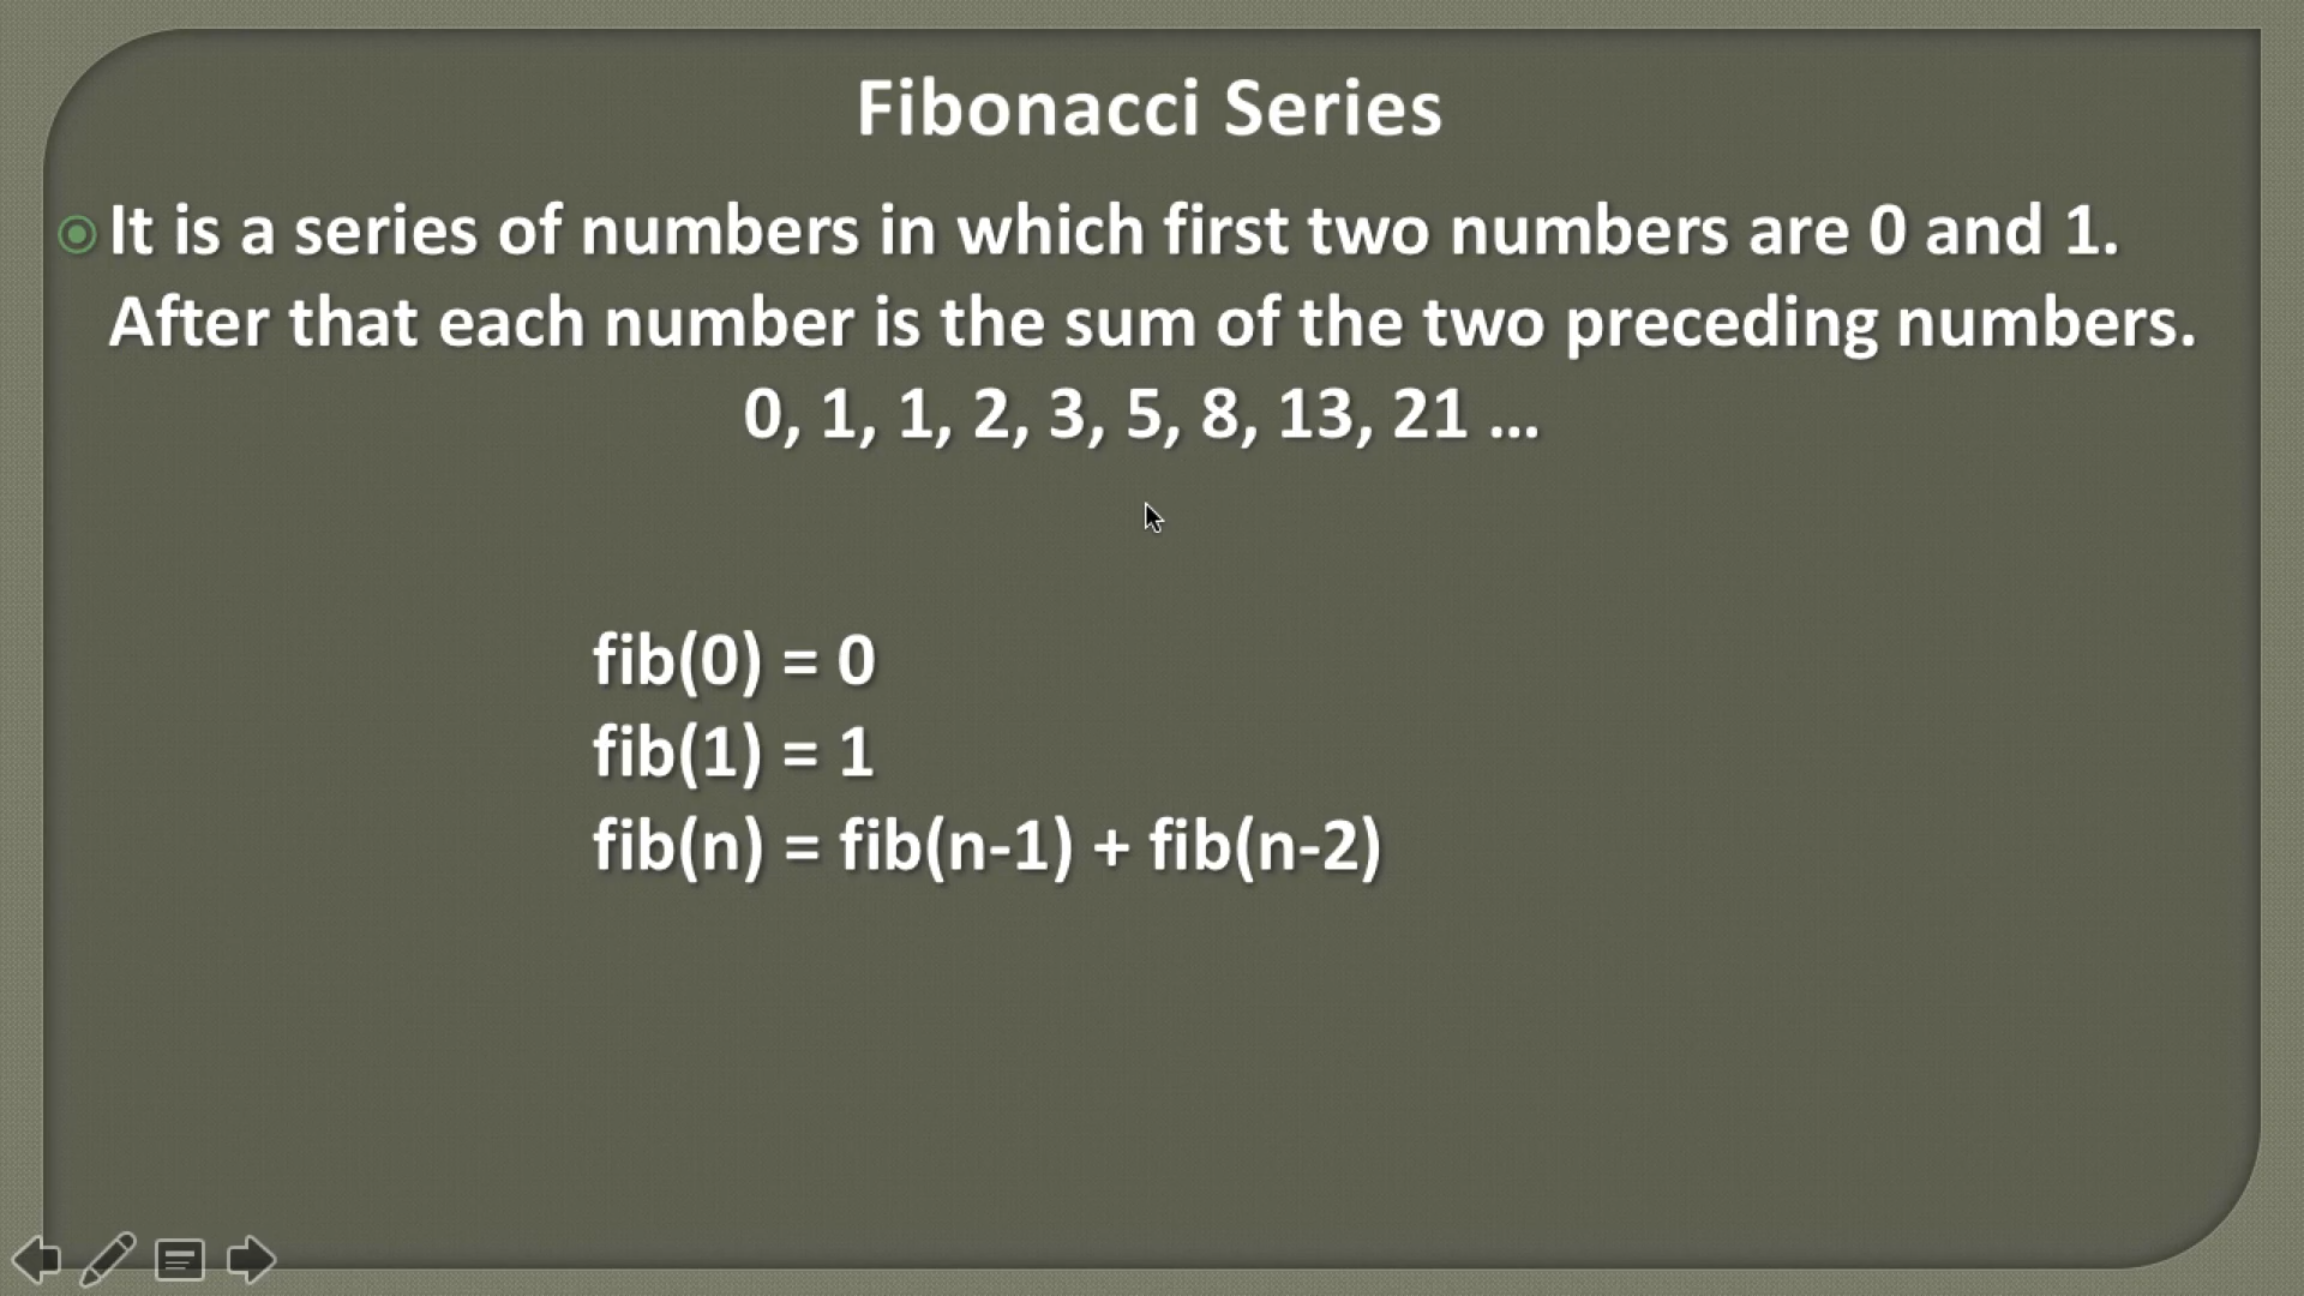 Fibonacci Series
It is a series of numbers in which first two numbers are 0 and 1.
After that each number is the sum of the two preceding numbers.
0, 1, 1, 2, 3, 5, 8, 13, 21 ...
fib(0) = 0
fib(1) = 1
fib(n) = fib(n-1) + fib(n-2)